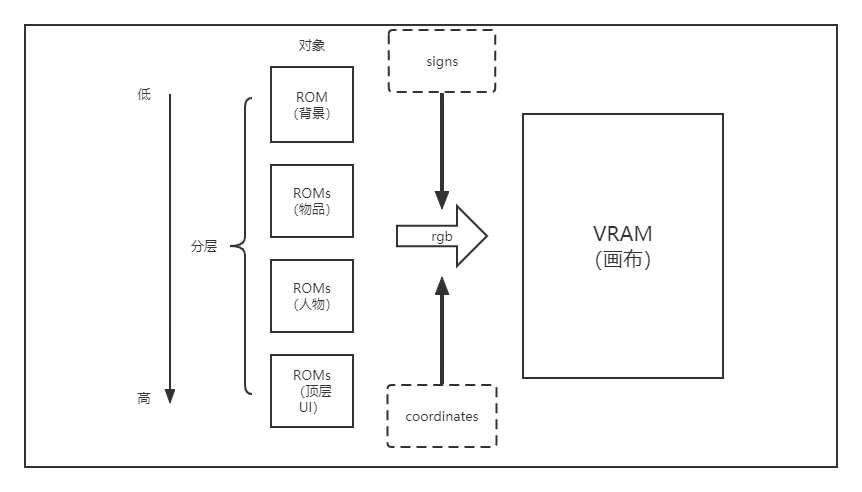 对象
低
ROM
(背景)
ROMs
(物品)
分层
ROMs
(人物)
ROMs
(顶层
UI)
高
signs
rgb
coordinates
VRAM
(画布)